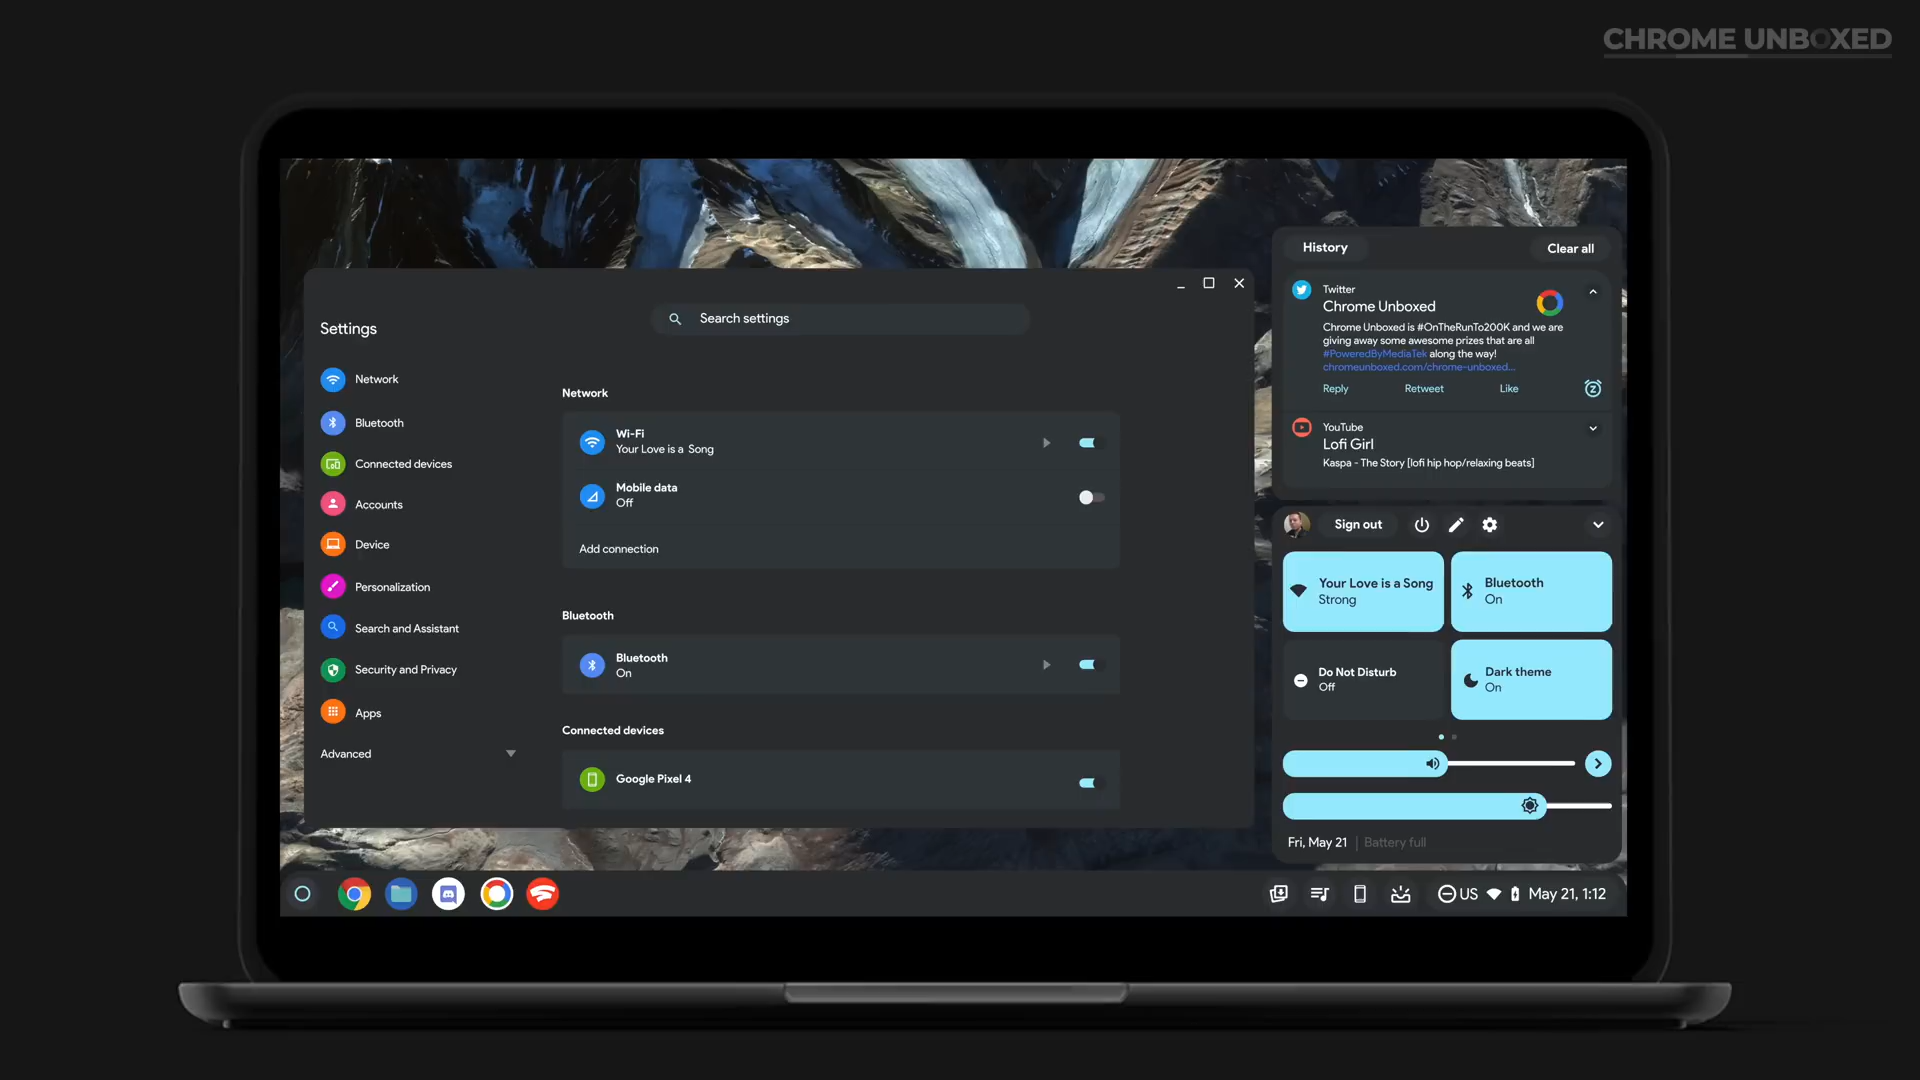 CHROME UNBOXED
Settings
Search settings
Network
Bluetooth
Connected devices
Accounts
Device
Personalization
Search and Assistant
Security and Privacy
Apps
Advanced
Network
Wi-Fi
Your Love is a Song
Mobile data
Off
Add connection
Bluetooth
Bluetooth
On
Connected devices
Google Pixel 4
History
Clear all
Twitter
Chrome Unboxed
Chrome Unboxed is #OnTheRunTo200K and we are
giving away some awesome prizes that are all
#PoweredByMediaTek along the way!
chromeunboxed.com/chrome-unboxed...
Reply Retweet Like
YouTube
Lofi Girl
Kaspa - The Story [lofi hip hop/relaxing beats]
Sign out
Your Love is a Song
Strong
Bluetooth
On
Do Not Disturb
Off
Dark theme
On
Fri, May 21 | Battery full
US May 21, 1:12